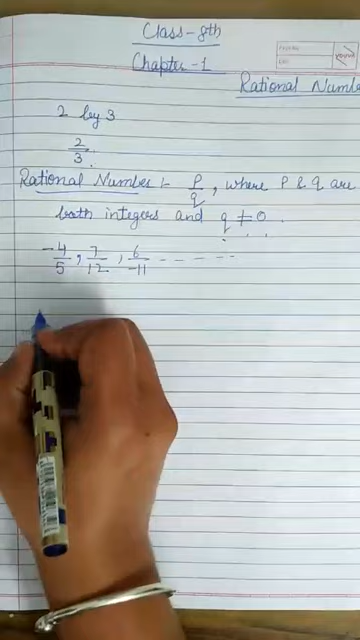 Class-8th
Chapter-1
Rational Numbe
2 by 3
2/3.
Rational Number :- P/q, where P & q are
both integers and q ≠ 0.
-4/5, 7/12, 6/-11 ------